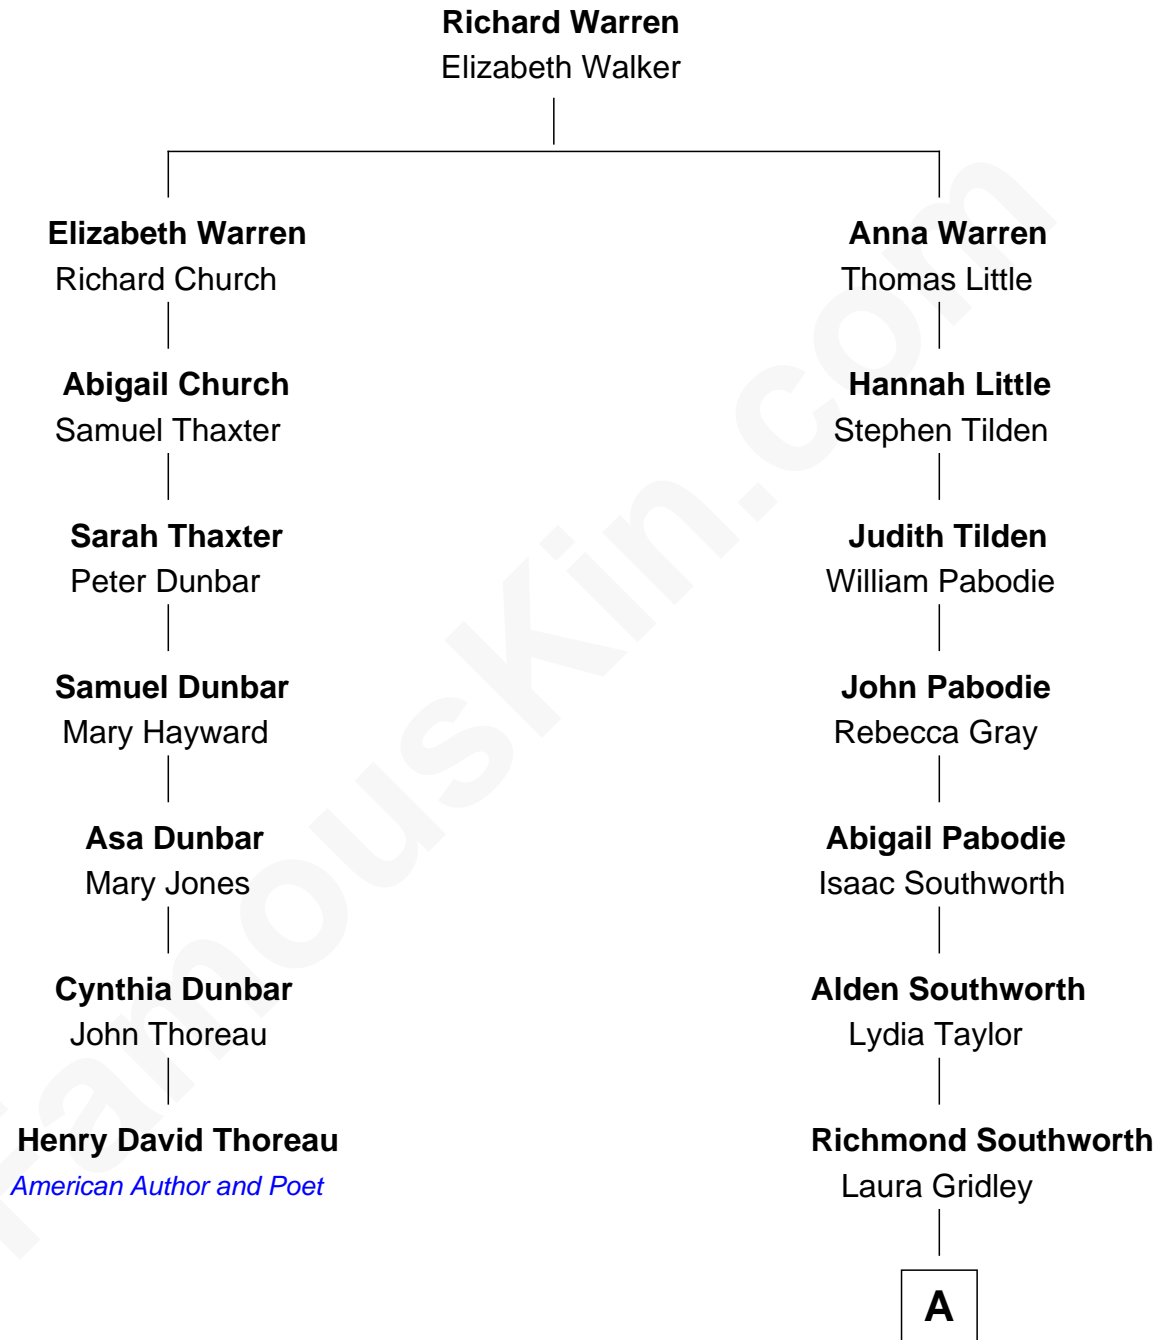 Richard Warren
Elizabeth Walker
Elizabeth Warren
Richard Church
Abigail Church
Samuel Thaxter
Sarah Thaxter
Peter Dunbar
Samuel Dunbar
Mary Hayward
Asa Dunbar
Mary Jones
Cynthia Dunbar
John Thoreau
Henry David Thoreau
American Author and Poet
Anna Warren
Thomas Little
Hannah Little
Stephen Tilden
Judith Tilden
William Pabodie
John Pabodie
Rebecca Gray
Abigail Pabodie
Isaac Southworth
Alden Southworth
Lydia Taylor
Richmond Southworth
Laura Gridley
A
FamousKin.com